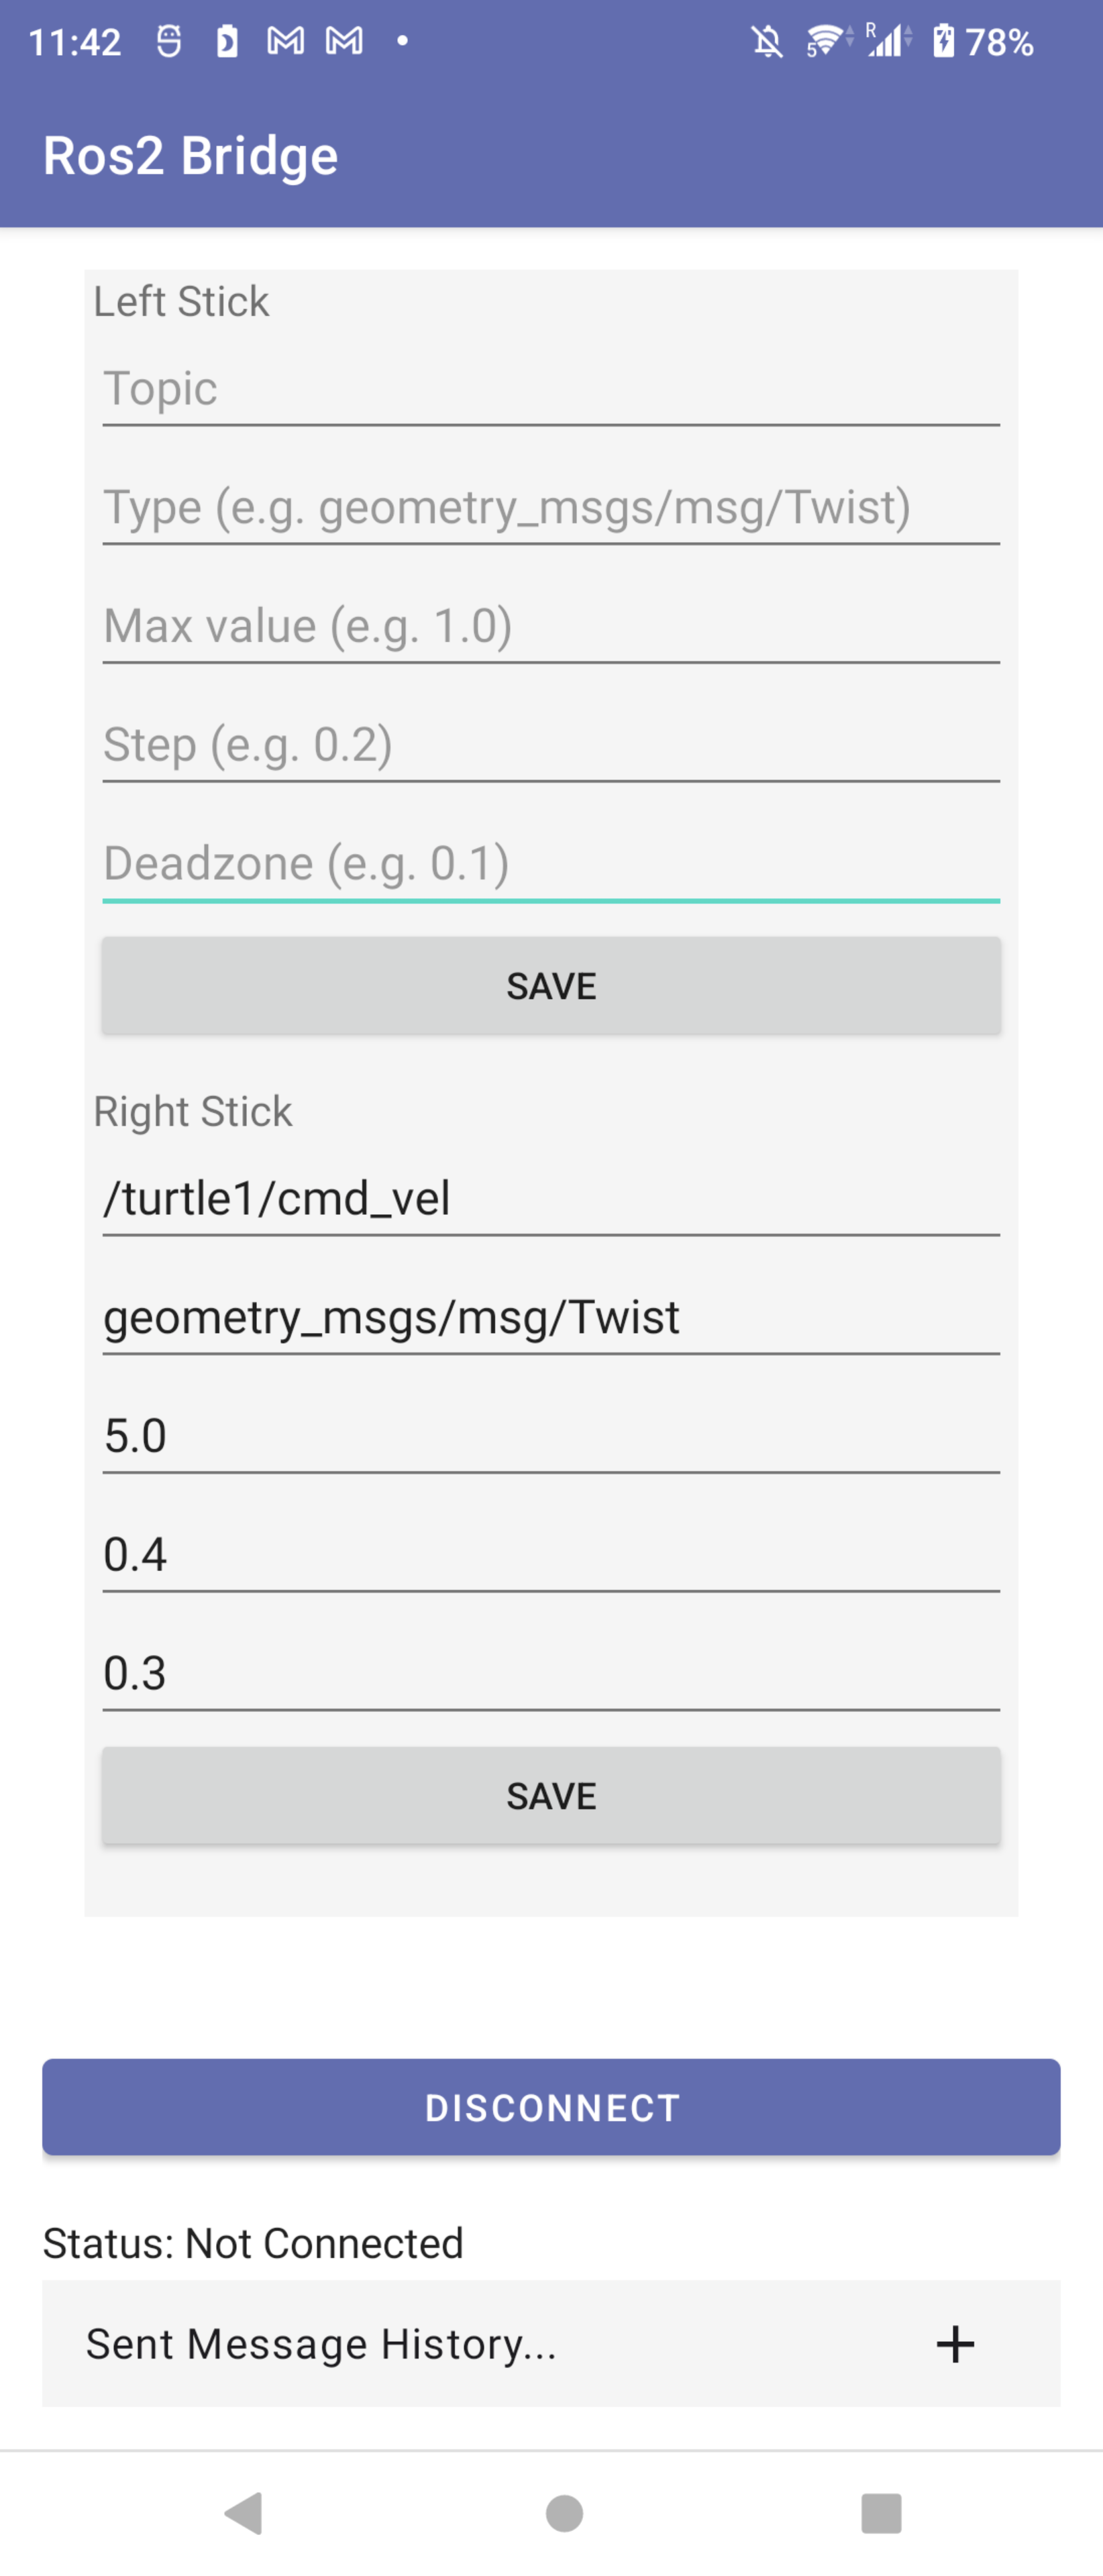 11:42
5
R
78%
Ros2 Bridge
Left Stick
Topic
Type (e.g. geometry_msgs/msg/Twist)
Max value (e.g. 1.0)
Step (e.g. 0.2)
Deadzone (e.g. 0.1)
SAVE
Right Stick
/turtle1/cmd_vel
geometry_msgs/msg/Twist
5.0
0.4
0.3
SAVE
DISCONNECT
Status: Not Connected
Sent Message History...